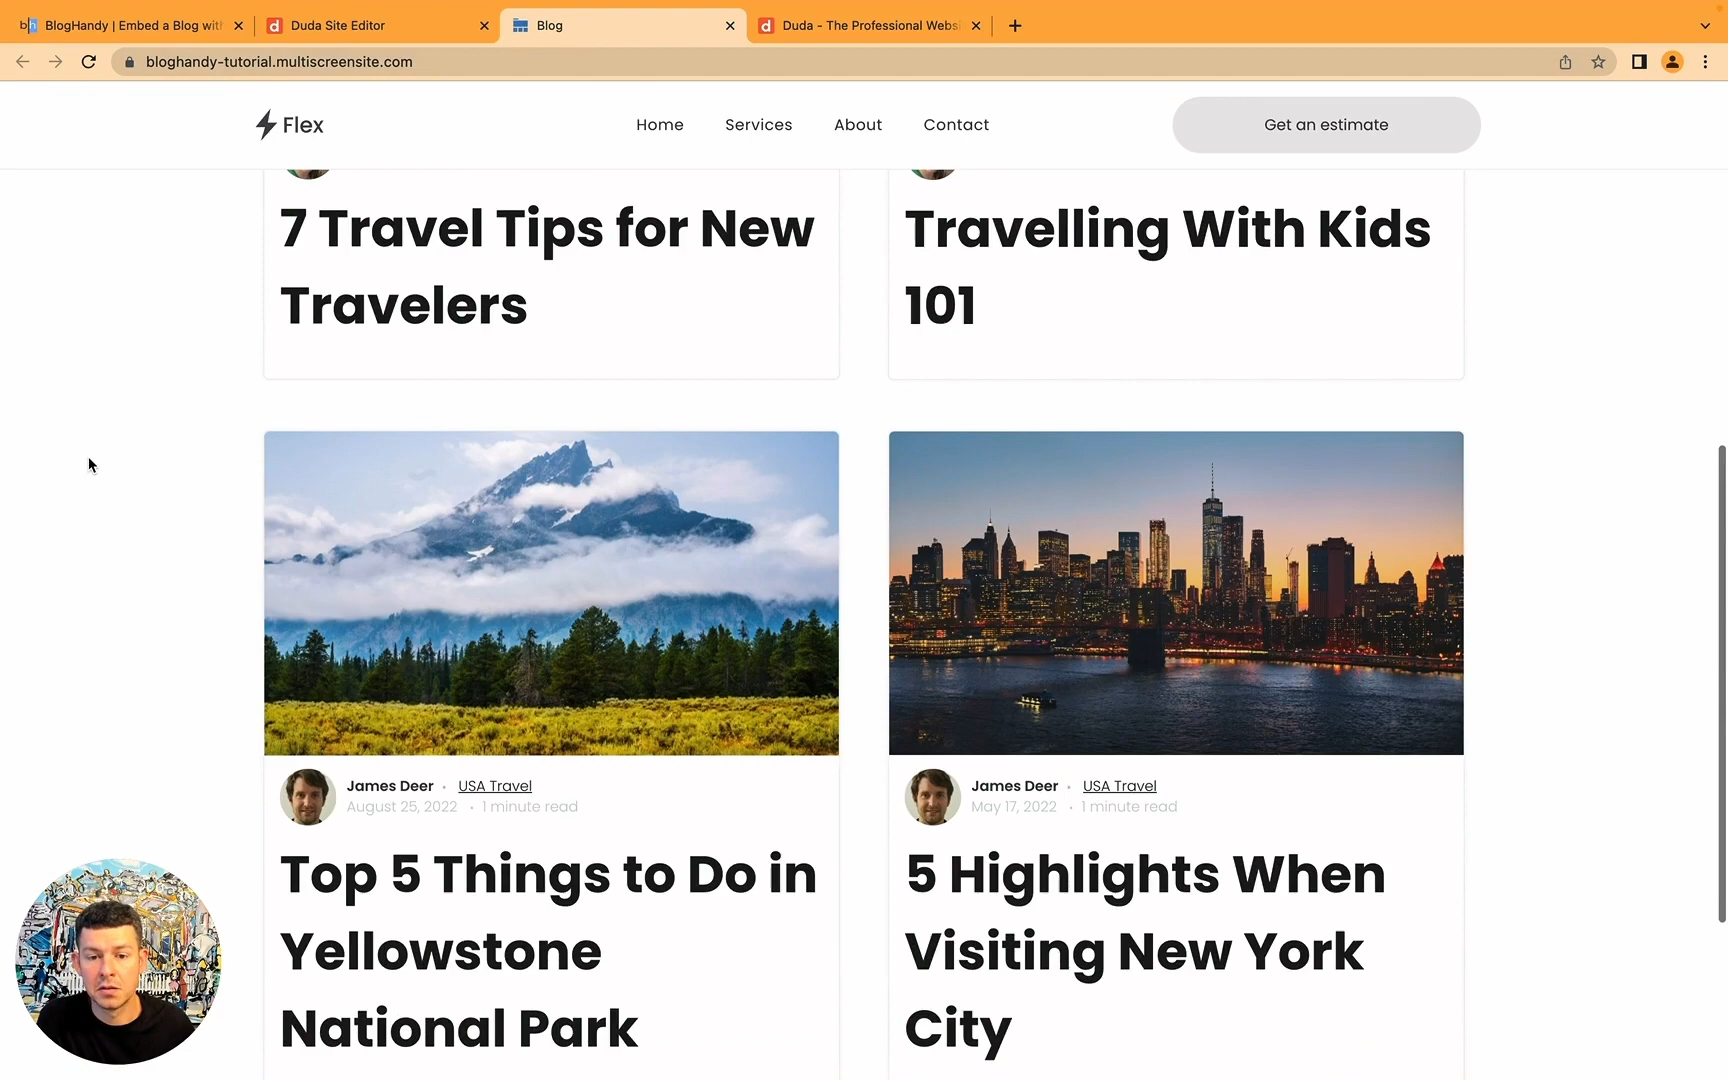 BlogHandy | Embed a Blog with
Duda Site Editor
Blog
Duda - The Professional Webs
bloghandy-tutorial.multiscreensite.com
Flex
Home
Services
About
Contact
Get an estimate
7 Travel Tips for New
Travelers
Travelling With Kids
101
James Deer • USA Travel
August 25, 2022 • 1 minute read
Top 5 Things to Do in
Yellowstone
National Park
James Deer • USA Travel
May 17, 2022 • 1 minute read
5 Highlights When
Visiting New York
City